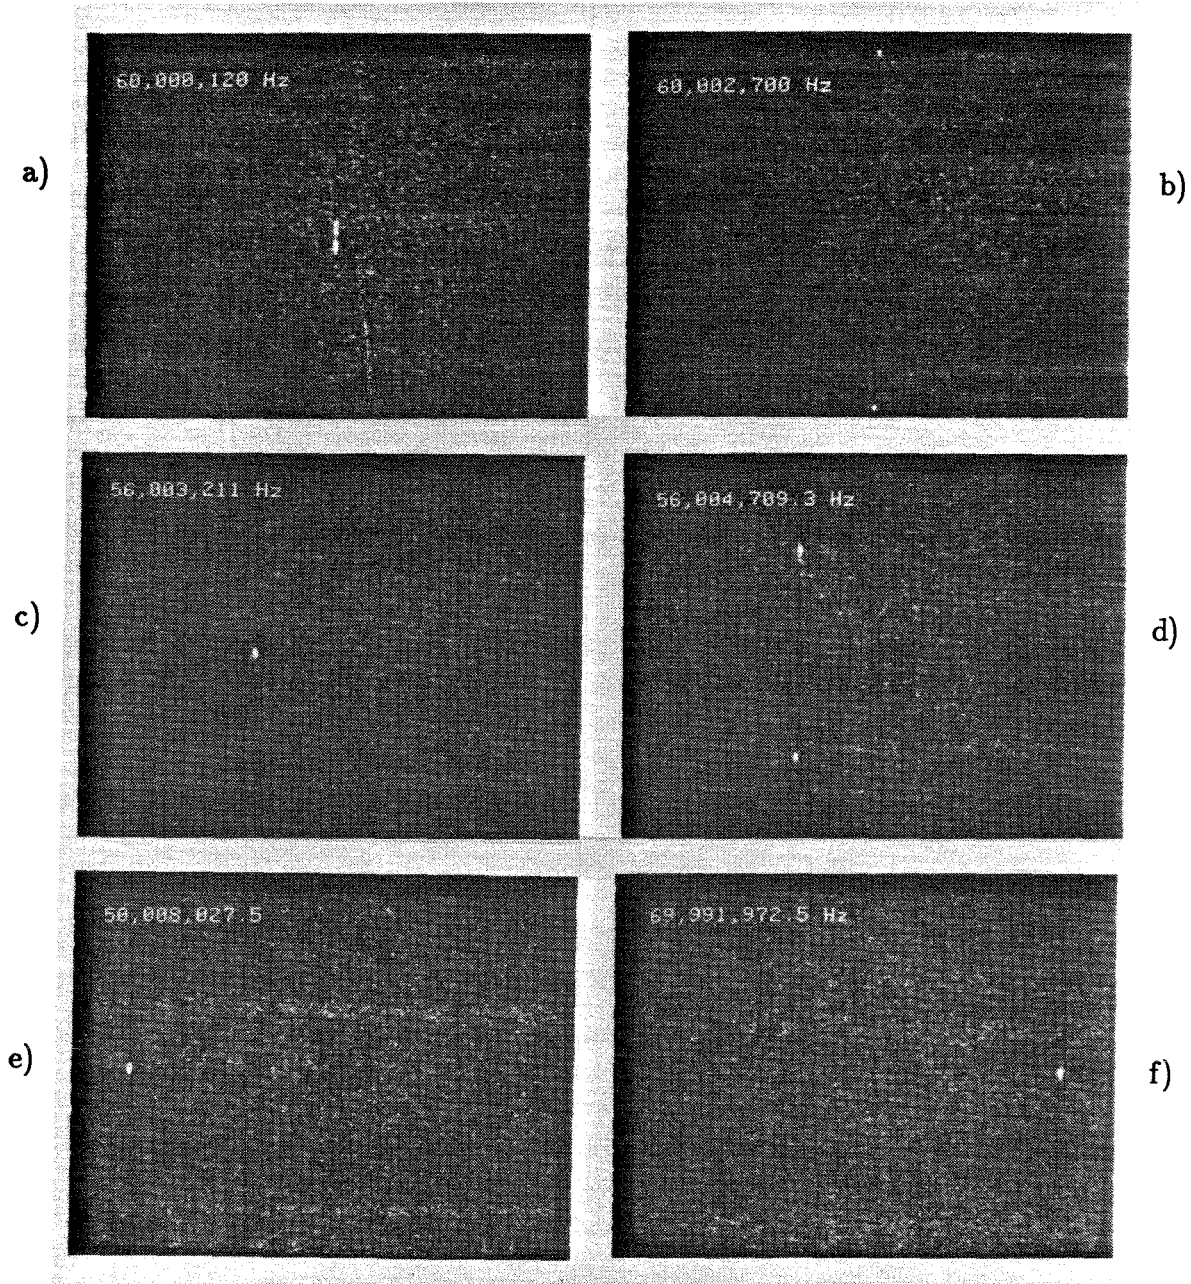 60,000,120 Hz
60,002,700 Hz
a)
b)
56,003,211 Hz
56,004,709.3 Hz
c)
d)
50,008,027.5
69,991,972.5 Hz
e)
f)